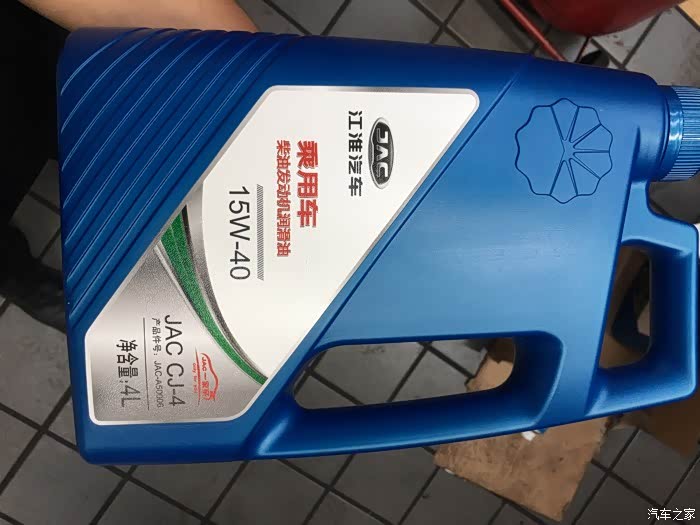 JAC
江淮汽车
乘用车
柴油发动机润滑油
15W-40
JAC CJ-4
产品件号：JAC-A50006
净含量：4L
汽车之家